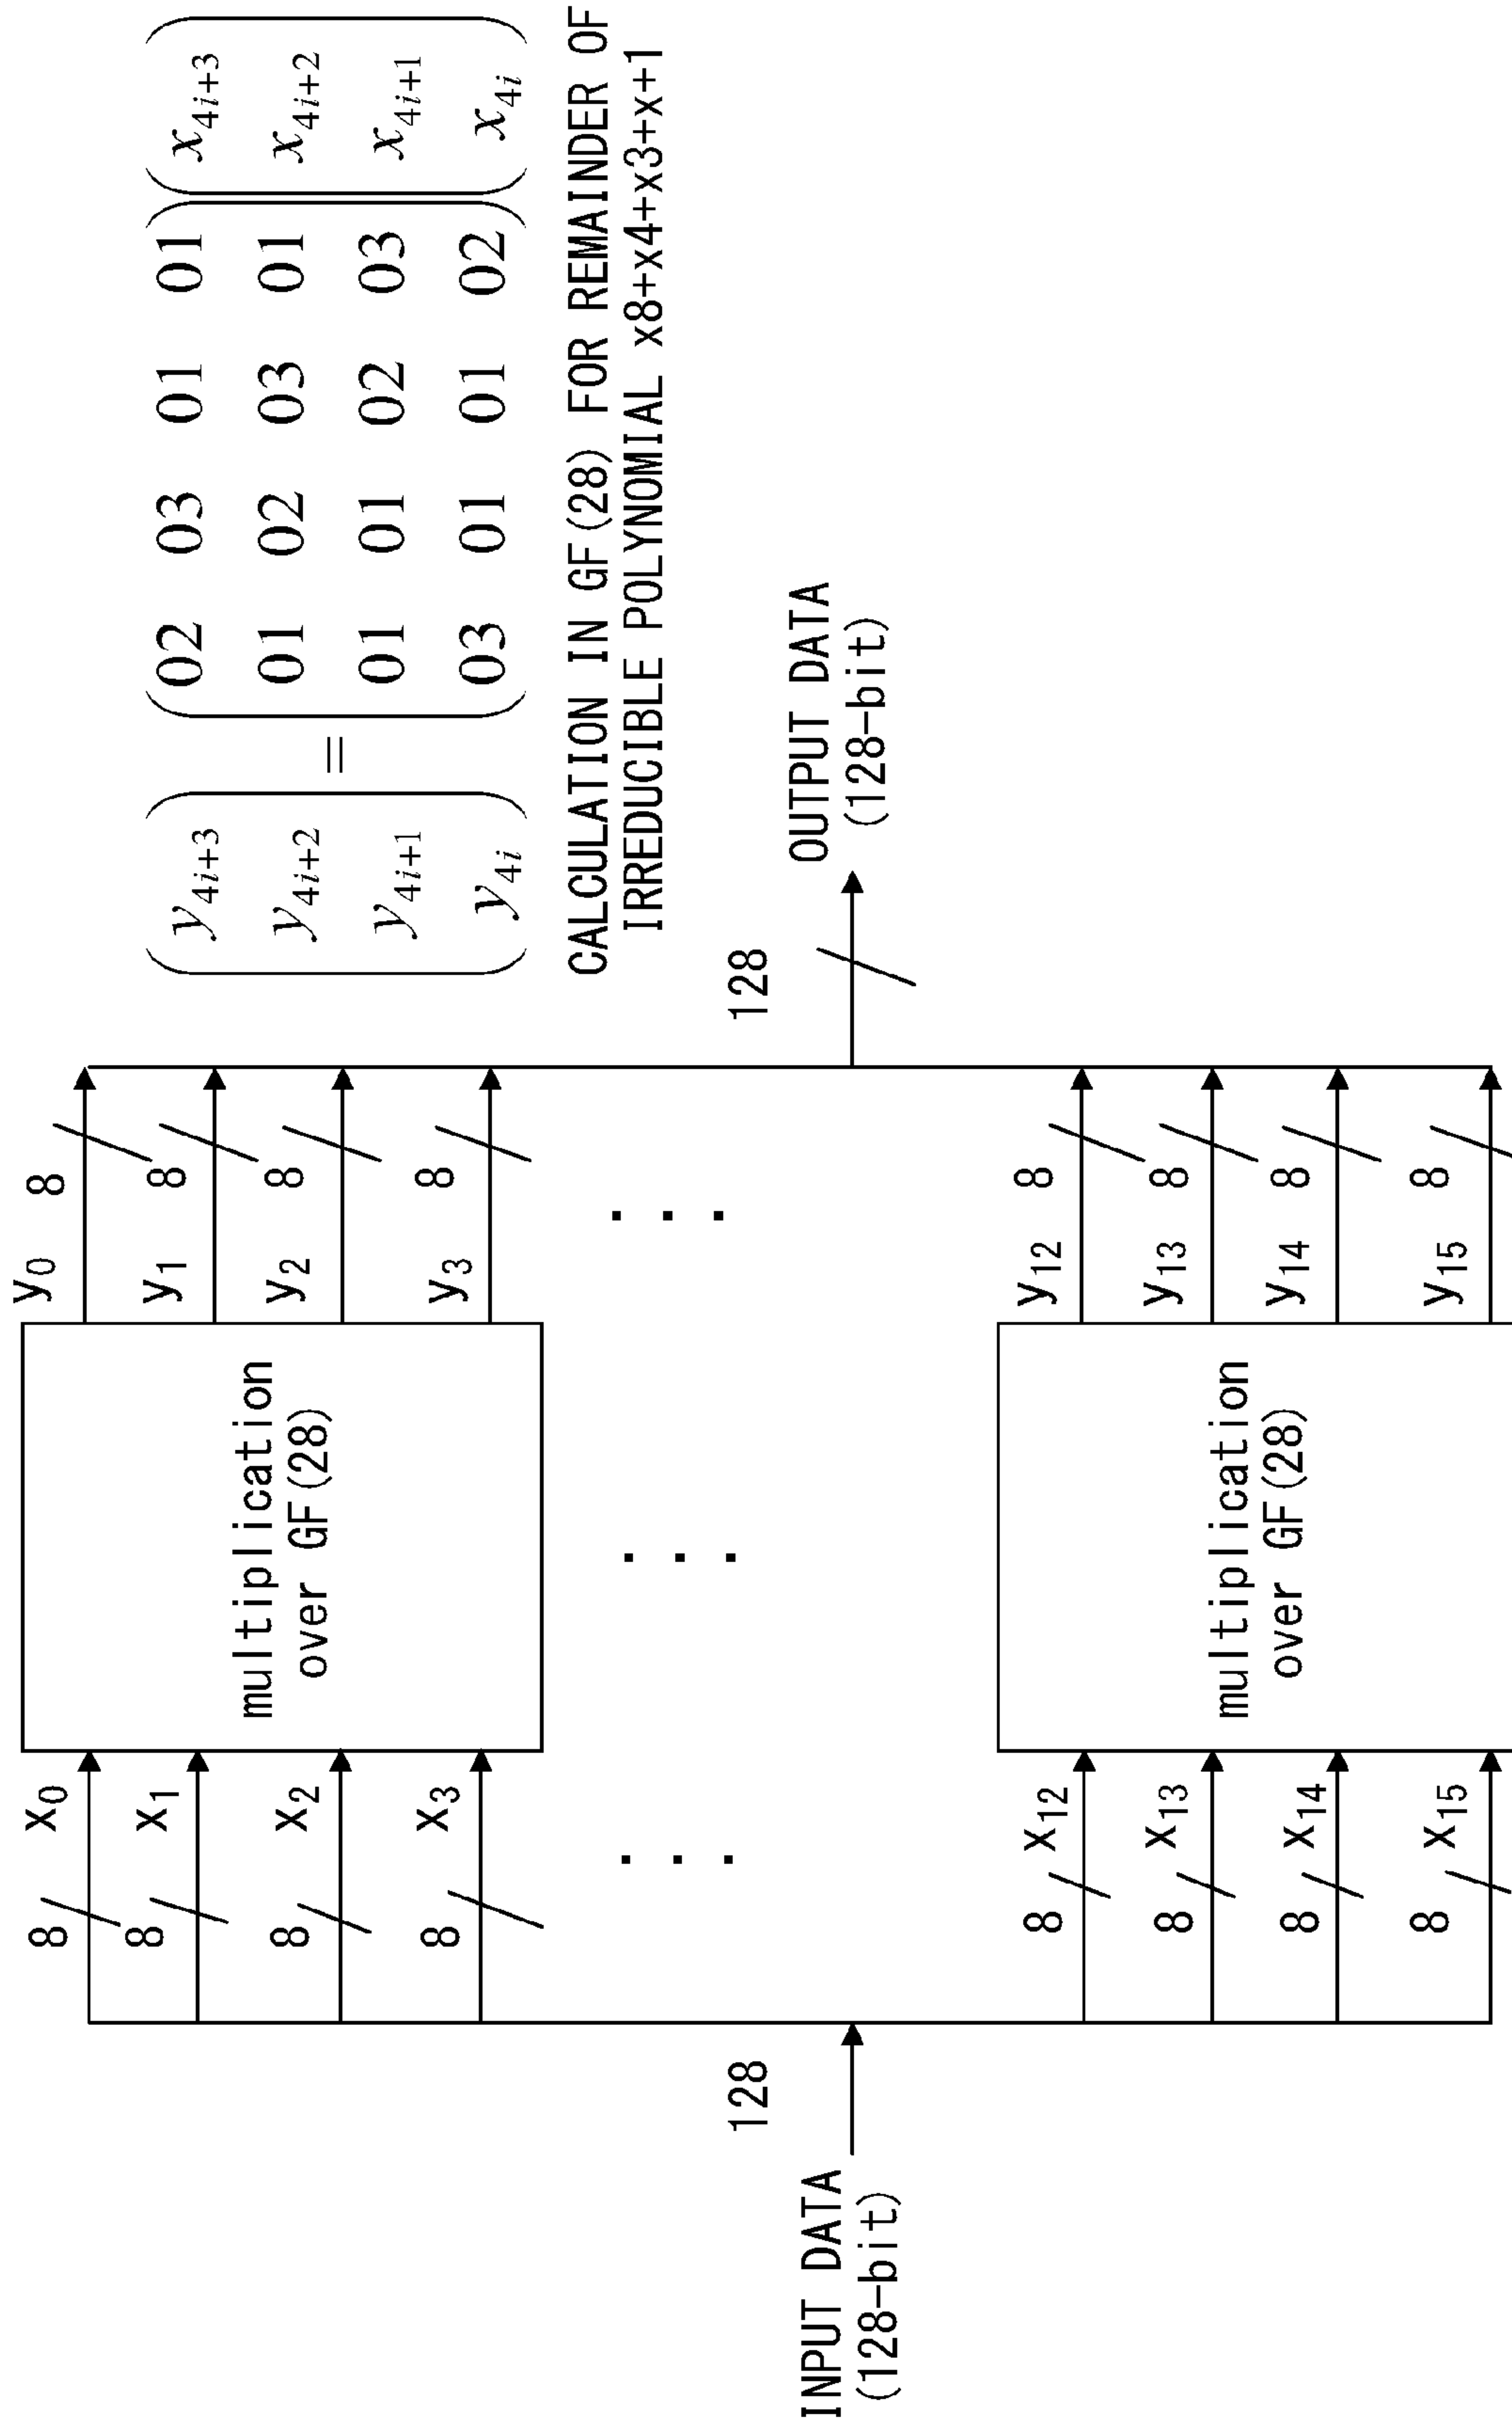 y₄ᵢ₊₃ 02 03 01 01 x₄ᵢ₊₃
y₄ᵢ₊₂ 01 02 03 01 x₄ᵢ₊₂
y₄ᵢ₊₁ = 01 01 02 03 x₄ᵢ₊₁
y₄ᵢ 03 01 01 02 x₄ᵢ
CALCULATION IN GF(28) FOR REMAINDER OF
IRREDUCIBLE POLYNOMIAL x8+x4+x3+x+1
8 x₀
8 x₁
8 x₂
8 x₃
multiplication
over GF(28)
y₀ 8
y₁ 8
y₂ 8
y₃ 8
...
...
...
INPUT DATA
(128-bit)
128
128
OUTPUT DATA
(128-bit)
8 x₁₂
8 x₁₃
8 x₁₄
8 x₁₅
multiplication
over GF(28)
y₁₂ 8
y₁₃ 8
y₁₄ 8
y₁₅ 8